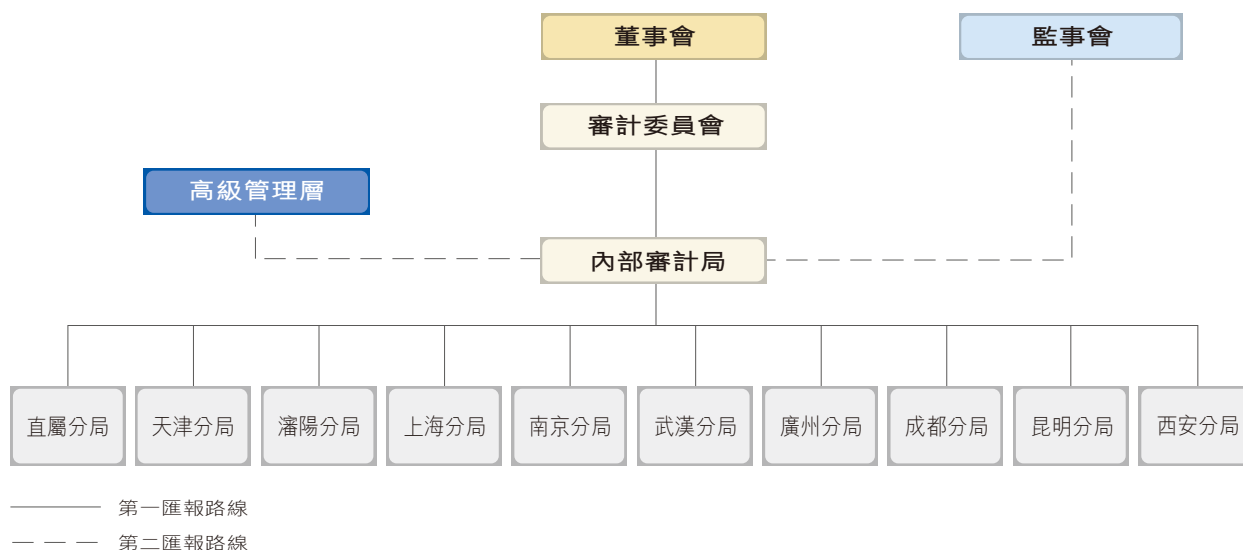 董事會
監事會
審計委員會
高級管理層
內部審計局
直屬分局
天津分局
瀋陽分局
上海分局
南京分局
武漢分局
廣州分局
成都分局
昆明分局
西安分局
第一匯報路線
第二匯報路線